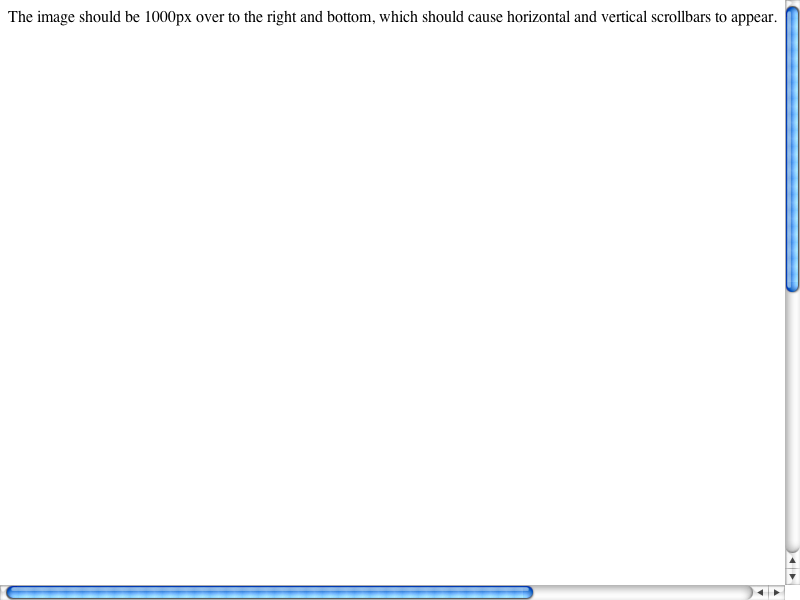 The image should be 1000px over to the right and bottom, which should cause horizontal and vertical scrollbars to appear.